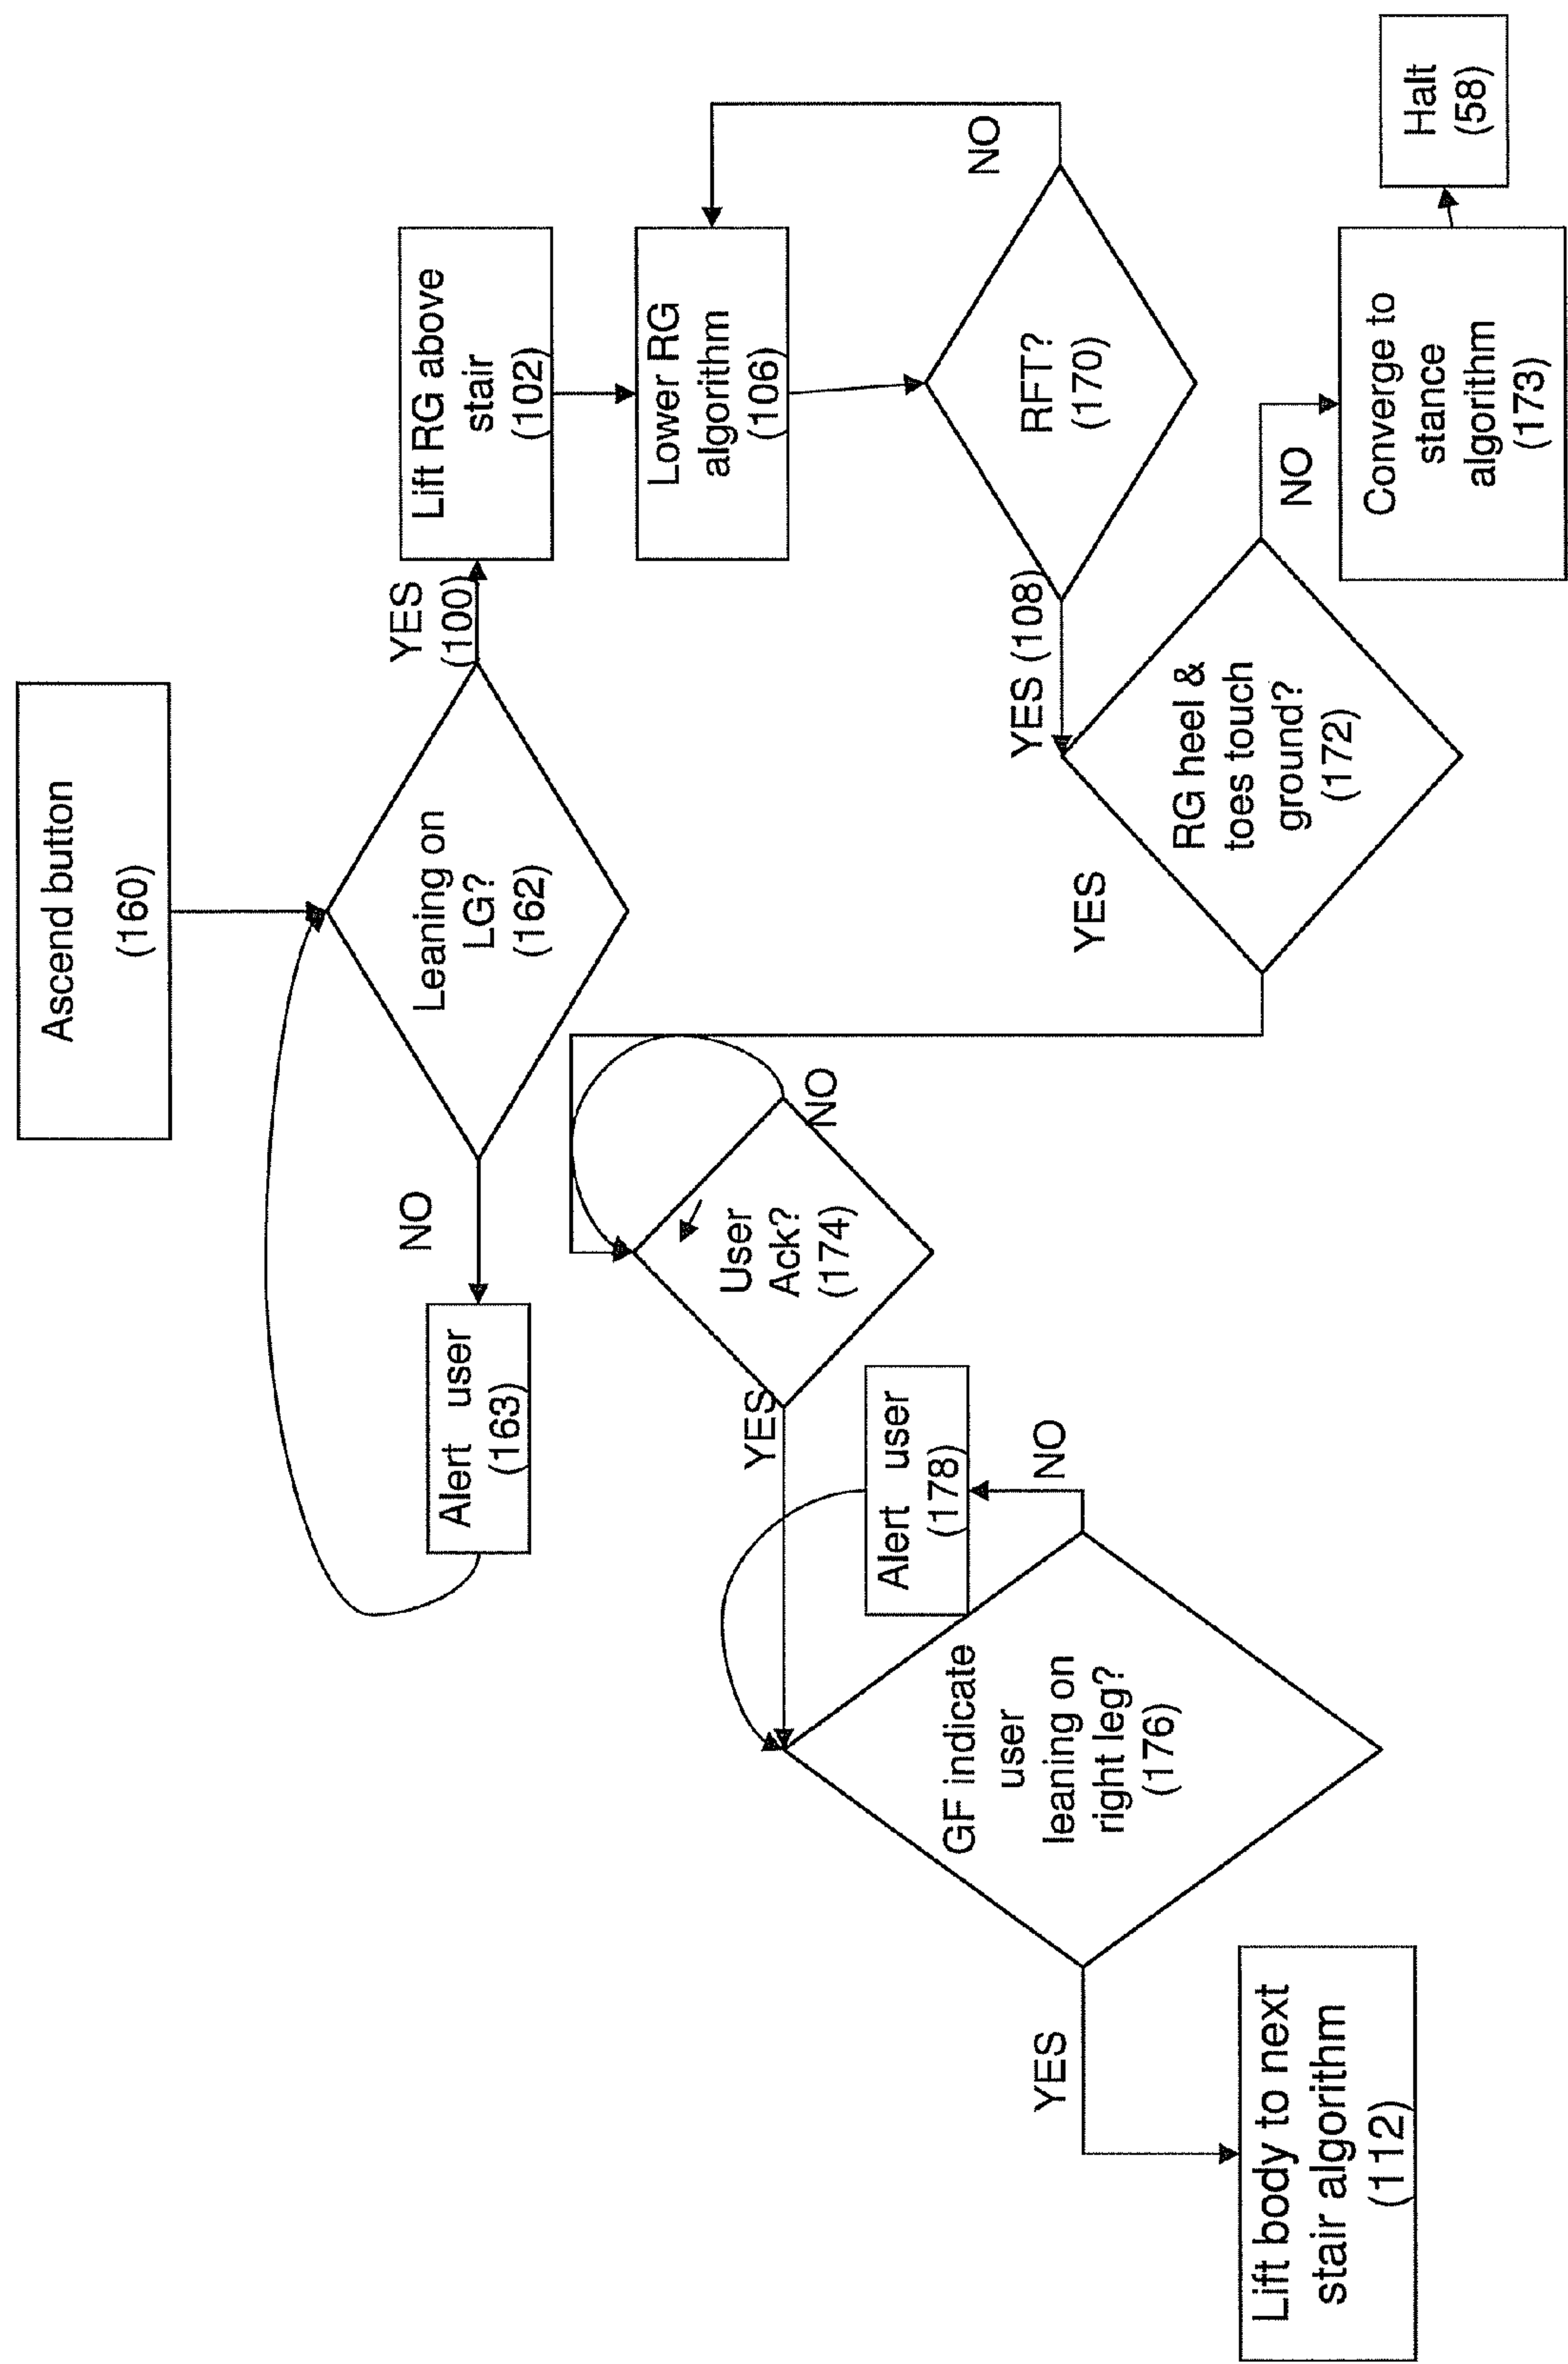 Ascend button
(160)
Leaning on
LG?
(162)
NO
Alert user
(163)
YES
(100)
Lift RG above
stair
(102)
Lower RG
algorithm
(106)
RFT?
(170)
NO
YES (108)
RG heel &
toes touch
ground?
(172)
NO
Converge to
stance
algorithm
(173)
Halt
(58)
YES
User
Ack?
(174)
NO
YES
GF indicate
user
leaning on
right leg?
(176)
NO
Alert user
(178)
YES
Lift body to next
stair algorithm
(112)